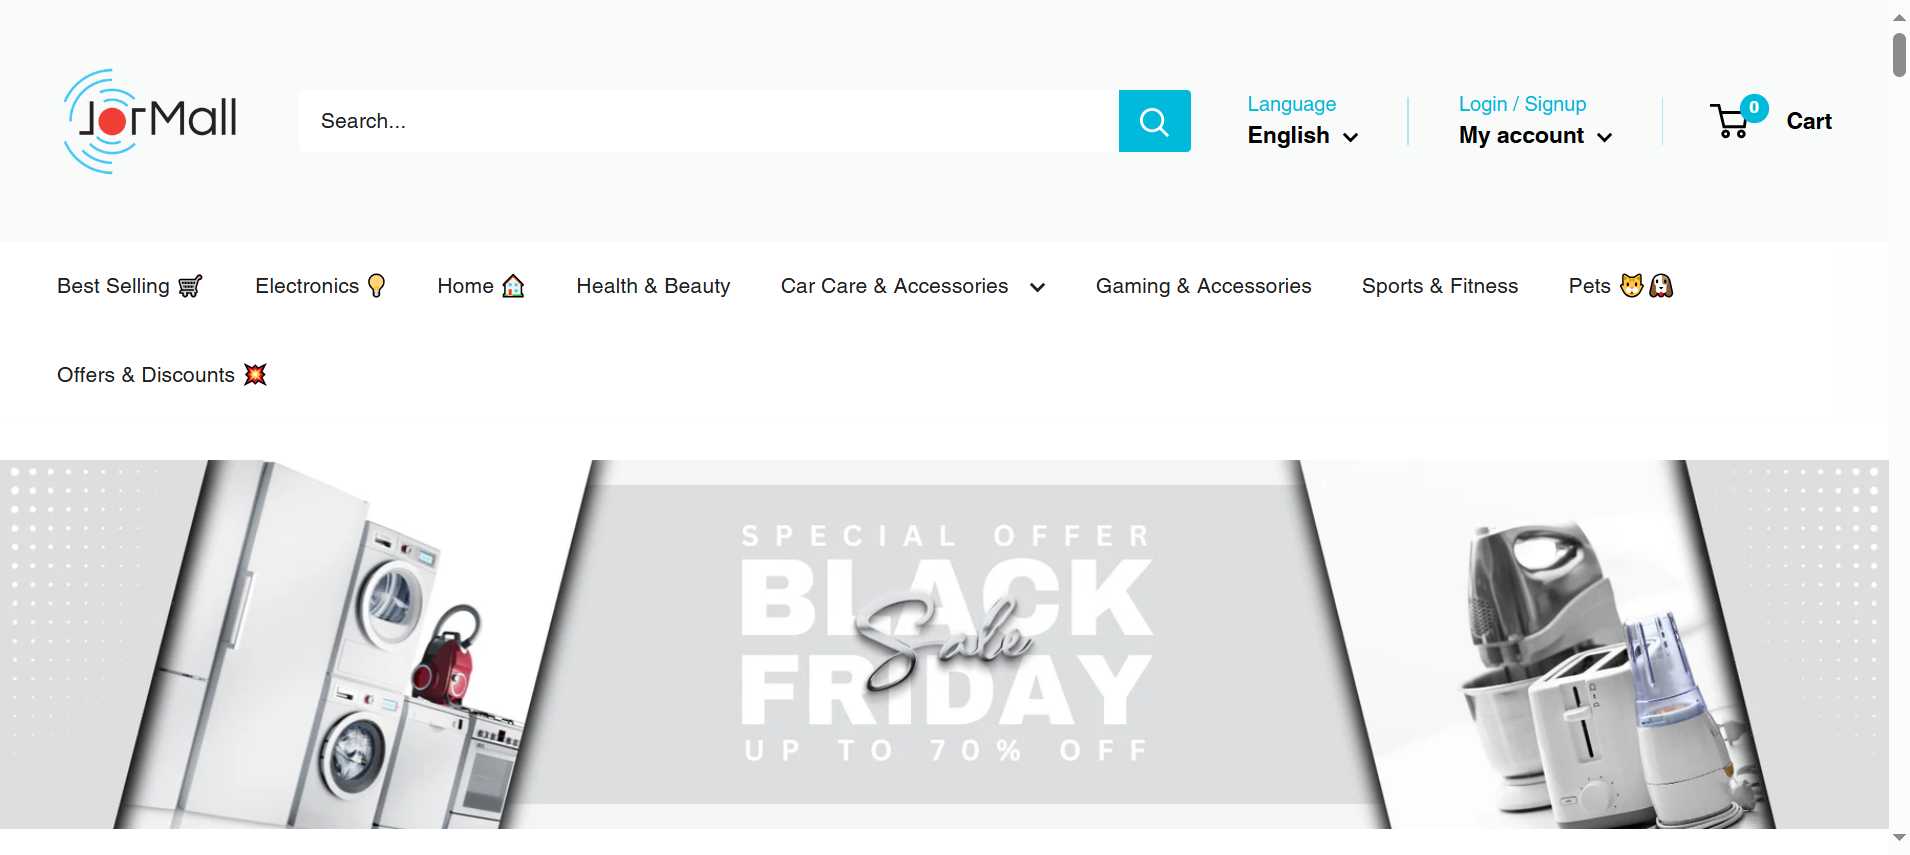 JorMall
Search...
Language
English
Login / Signup
My account
0
Cart
Best Selling 🛒
Electronics 💡
Home 🏠
Health & Beauty
Car Care & Accessories
Gaming & Accessories
Sports & Fitness
Pets 🐱🐶
Offers & Discounts 💥
SPECIAL OFFER
BLACK
Sale
FRIDAY
UP TO 70% OFF